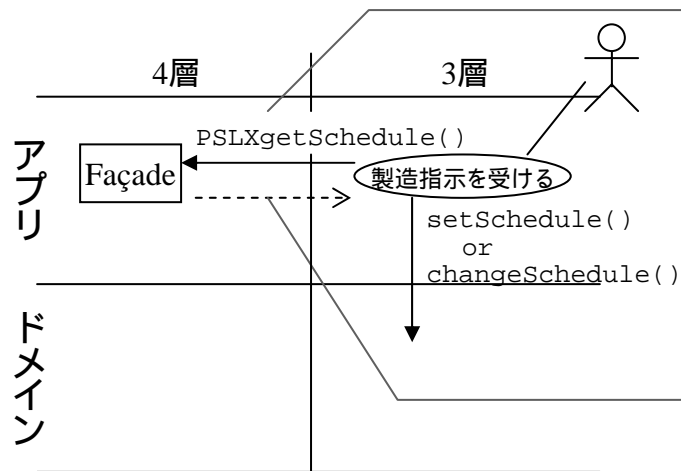 4層
3層
アプリ
PSLXgetSchedule()
Façade
製造指示を受ける
setSchedule()
or
changeSchedule()
ドメイン